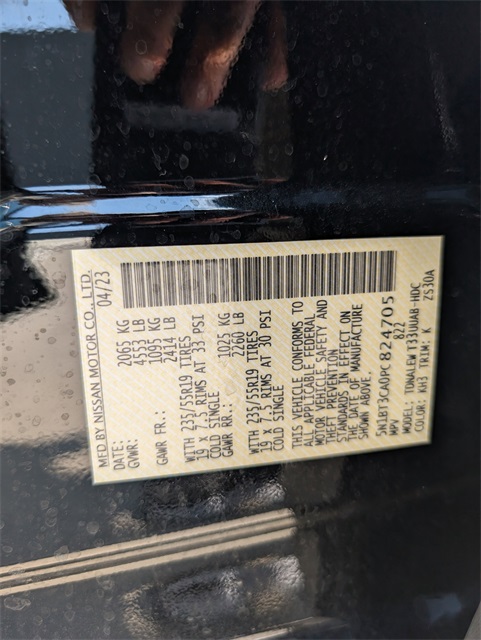 MFD BY NISSAN MOTOR CO., LTD.
DATE: 04/23
GVWR: 2065 KG
4553 LB
GAWR FR.: 1095 KG
2414 LB
WITH 235/55R19 TIRES
19 x 7.5 RIMS AT 33 PSI
COLD SINGLE
GAWR RR.: 1025 KG
2260 LB
WITH 235/55R19 TIRES
19 x 7.5 RIMS AT 30 PSI
COLD SINGLE
THIS VEHICLE CONFORMS TO
ALL APPLICABLE FEDERAL
MOTOR VEHICLE SAFETY AND
THEFT PREVENTION
STANDARDS IN EFFECT ON
THE DATE OF MANUFACTURE
SHOWN ABOVE.
5N1BT3CA0PC824705
MPV 822
MODEL: TDNALEW T33UUAB-HDC
COLOR: KH3 TRIM: K ZS30A